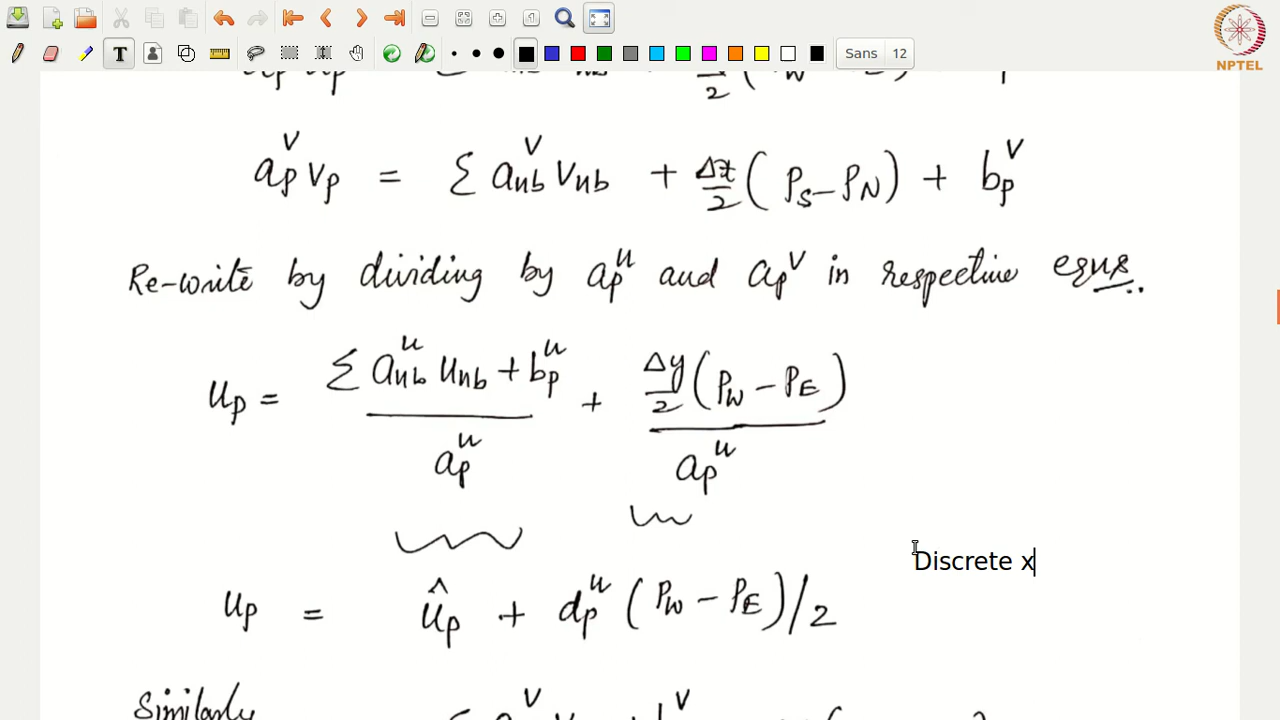 Sans 12
NPTEL
a_P^v v_P = Σ a_nb^v v_nb + Δx/2 (P_S − P_N) + b_P^v
Re-write by dividing by a_P^u and a_P^v in respective eqns.
u_P = (Σ a_nb^u u_nb + b_P^u) / a_P^u + Δy/2 (P_W − P_E) / a_P^u
Discrete x
u_P = û_P + d_P^u (P_W − P_E)/2
Similarly